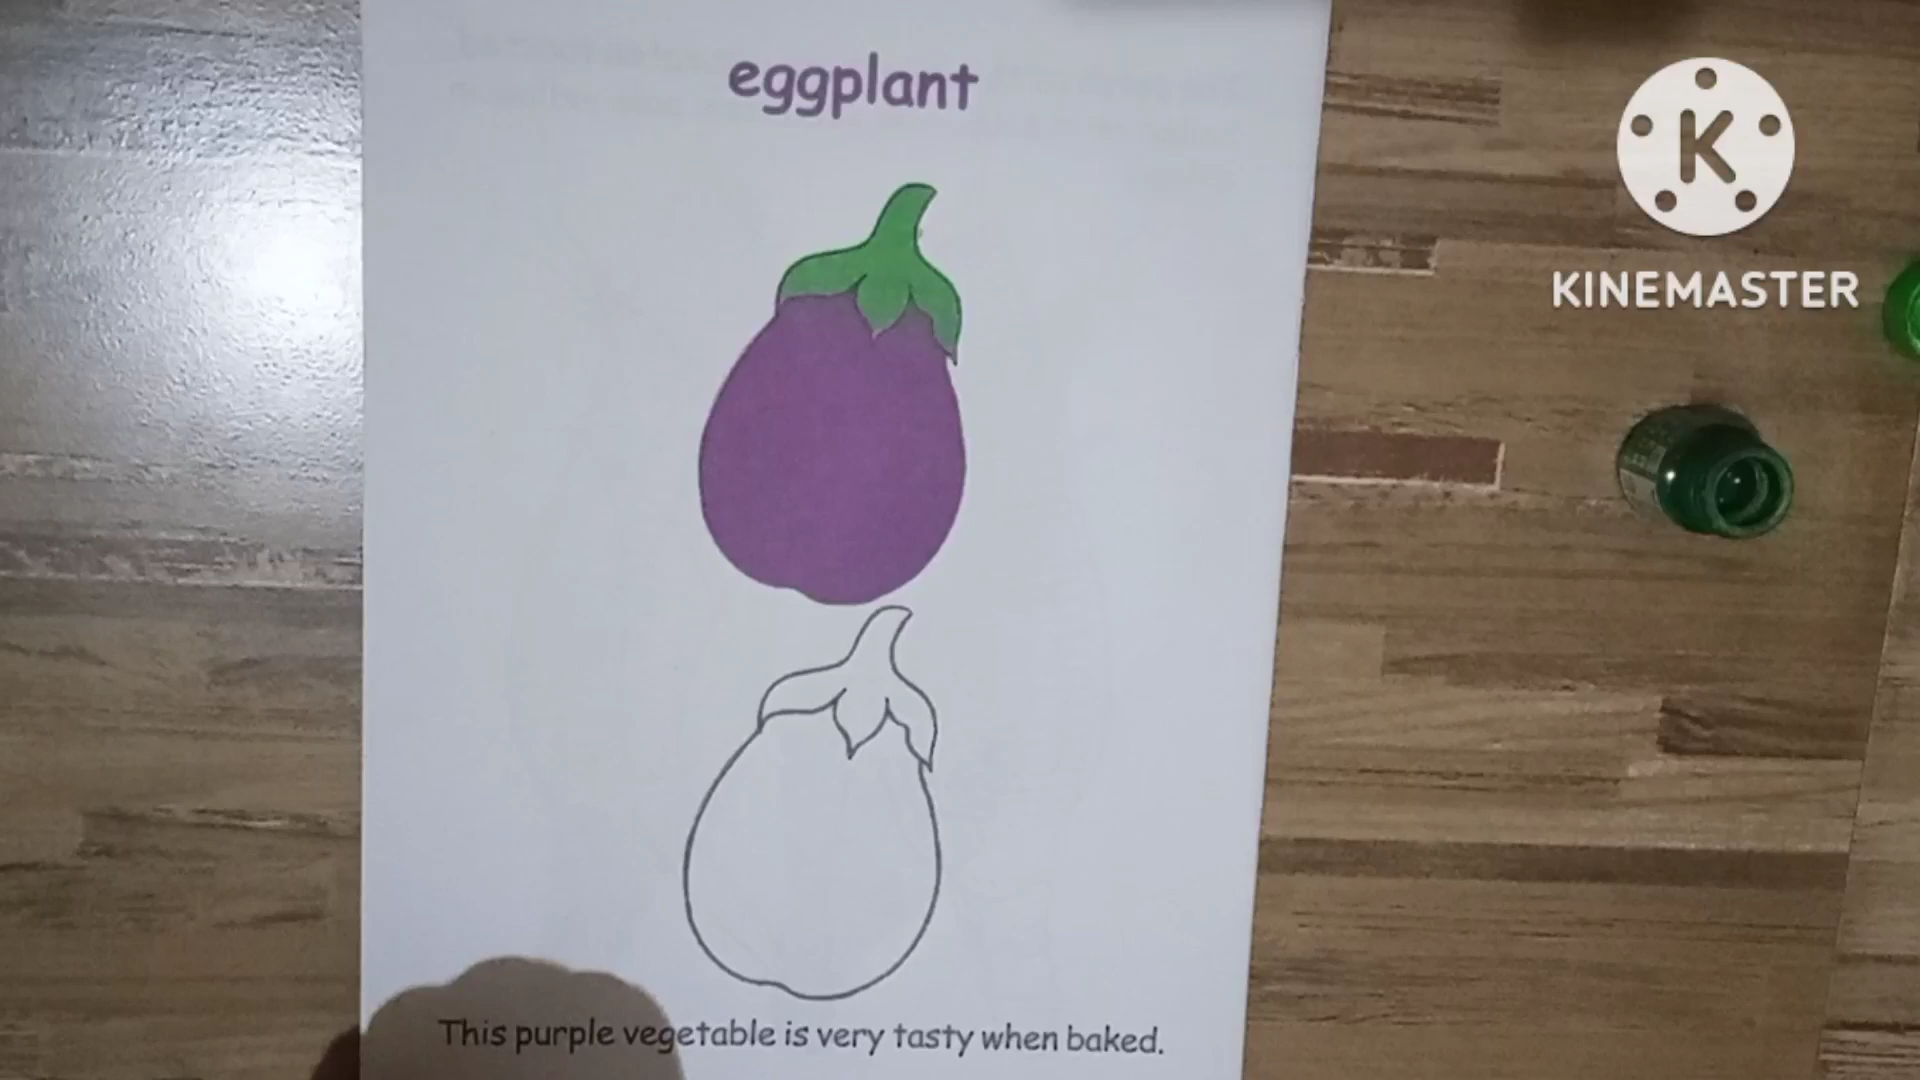 eggplant
K
KINEMASTER
This purple vegetable is very tasty when baked.